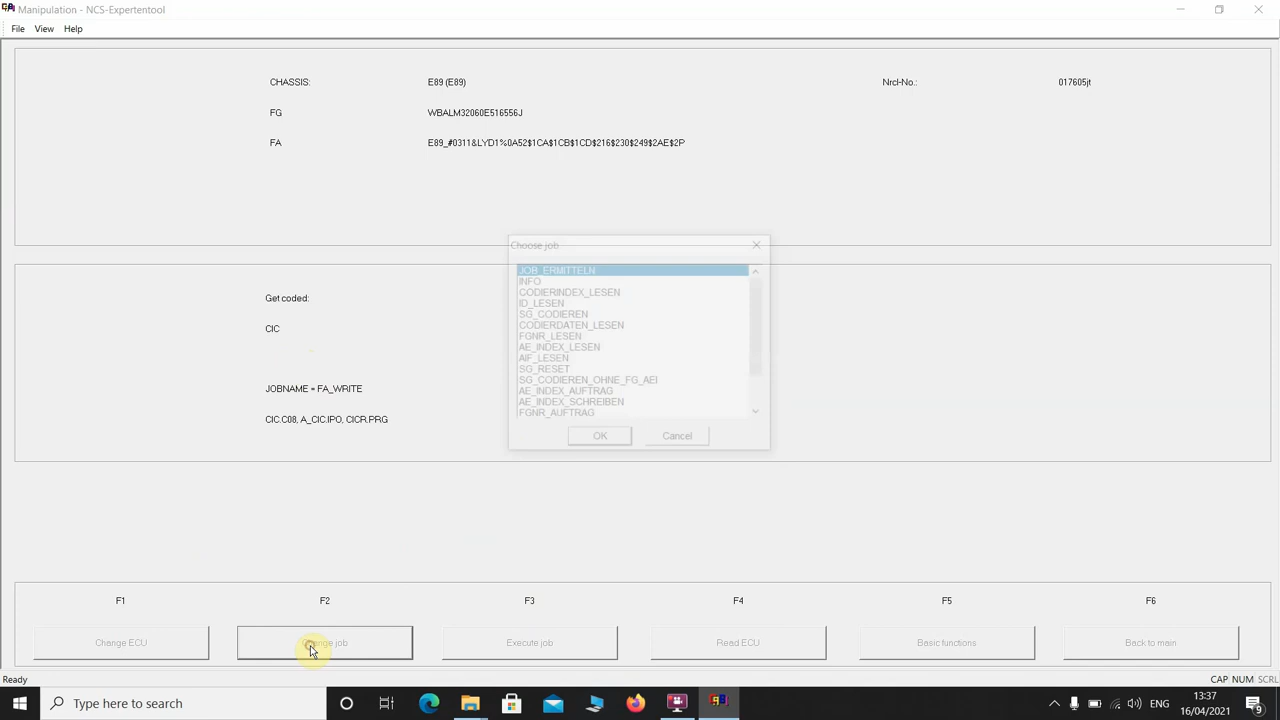 Manipulation - NCS-Expertentool
File View Help
CHASSIS: E89 (E89) Nrcl-No.: 017605jt
FG WBALM32060E516556J
FA E89_#0311&LYD1%0A52$1CA$1CB$1CD$216$230$249$2AE$2P
Choose job
JOB_ERMITTELN
INFO
CODIERINDEX_LESEN
ID_LESEN
SG_CODIEREN
CODIERDATEN_LESEN
FGNR_LESEN
AE_INDEX_LESEN
AIF_LESEN
SG_RESET
SG_CODIEREN_OHNE_FG_AEI
AE_INDEX_AUFTRAG
AE_INDEX_SCHREIBEN
FGNR_AUFTRAG
OK Cancel
Get coded:
CIC
JOBNAME = FA_WRITE
CIC.C08, A_CIC.IPO, CICR.PRG
F1 F2 F3 F4 F5 F6
Change ECU Change job Execute job Read ECU Basic functions Back to main
Ready CAP NUM SCRL
Type here to search
ENG
13:37
16/04/2021
9